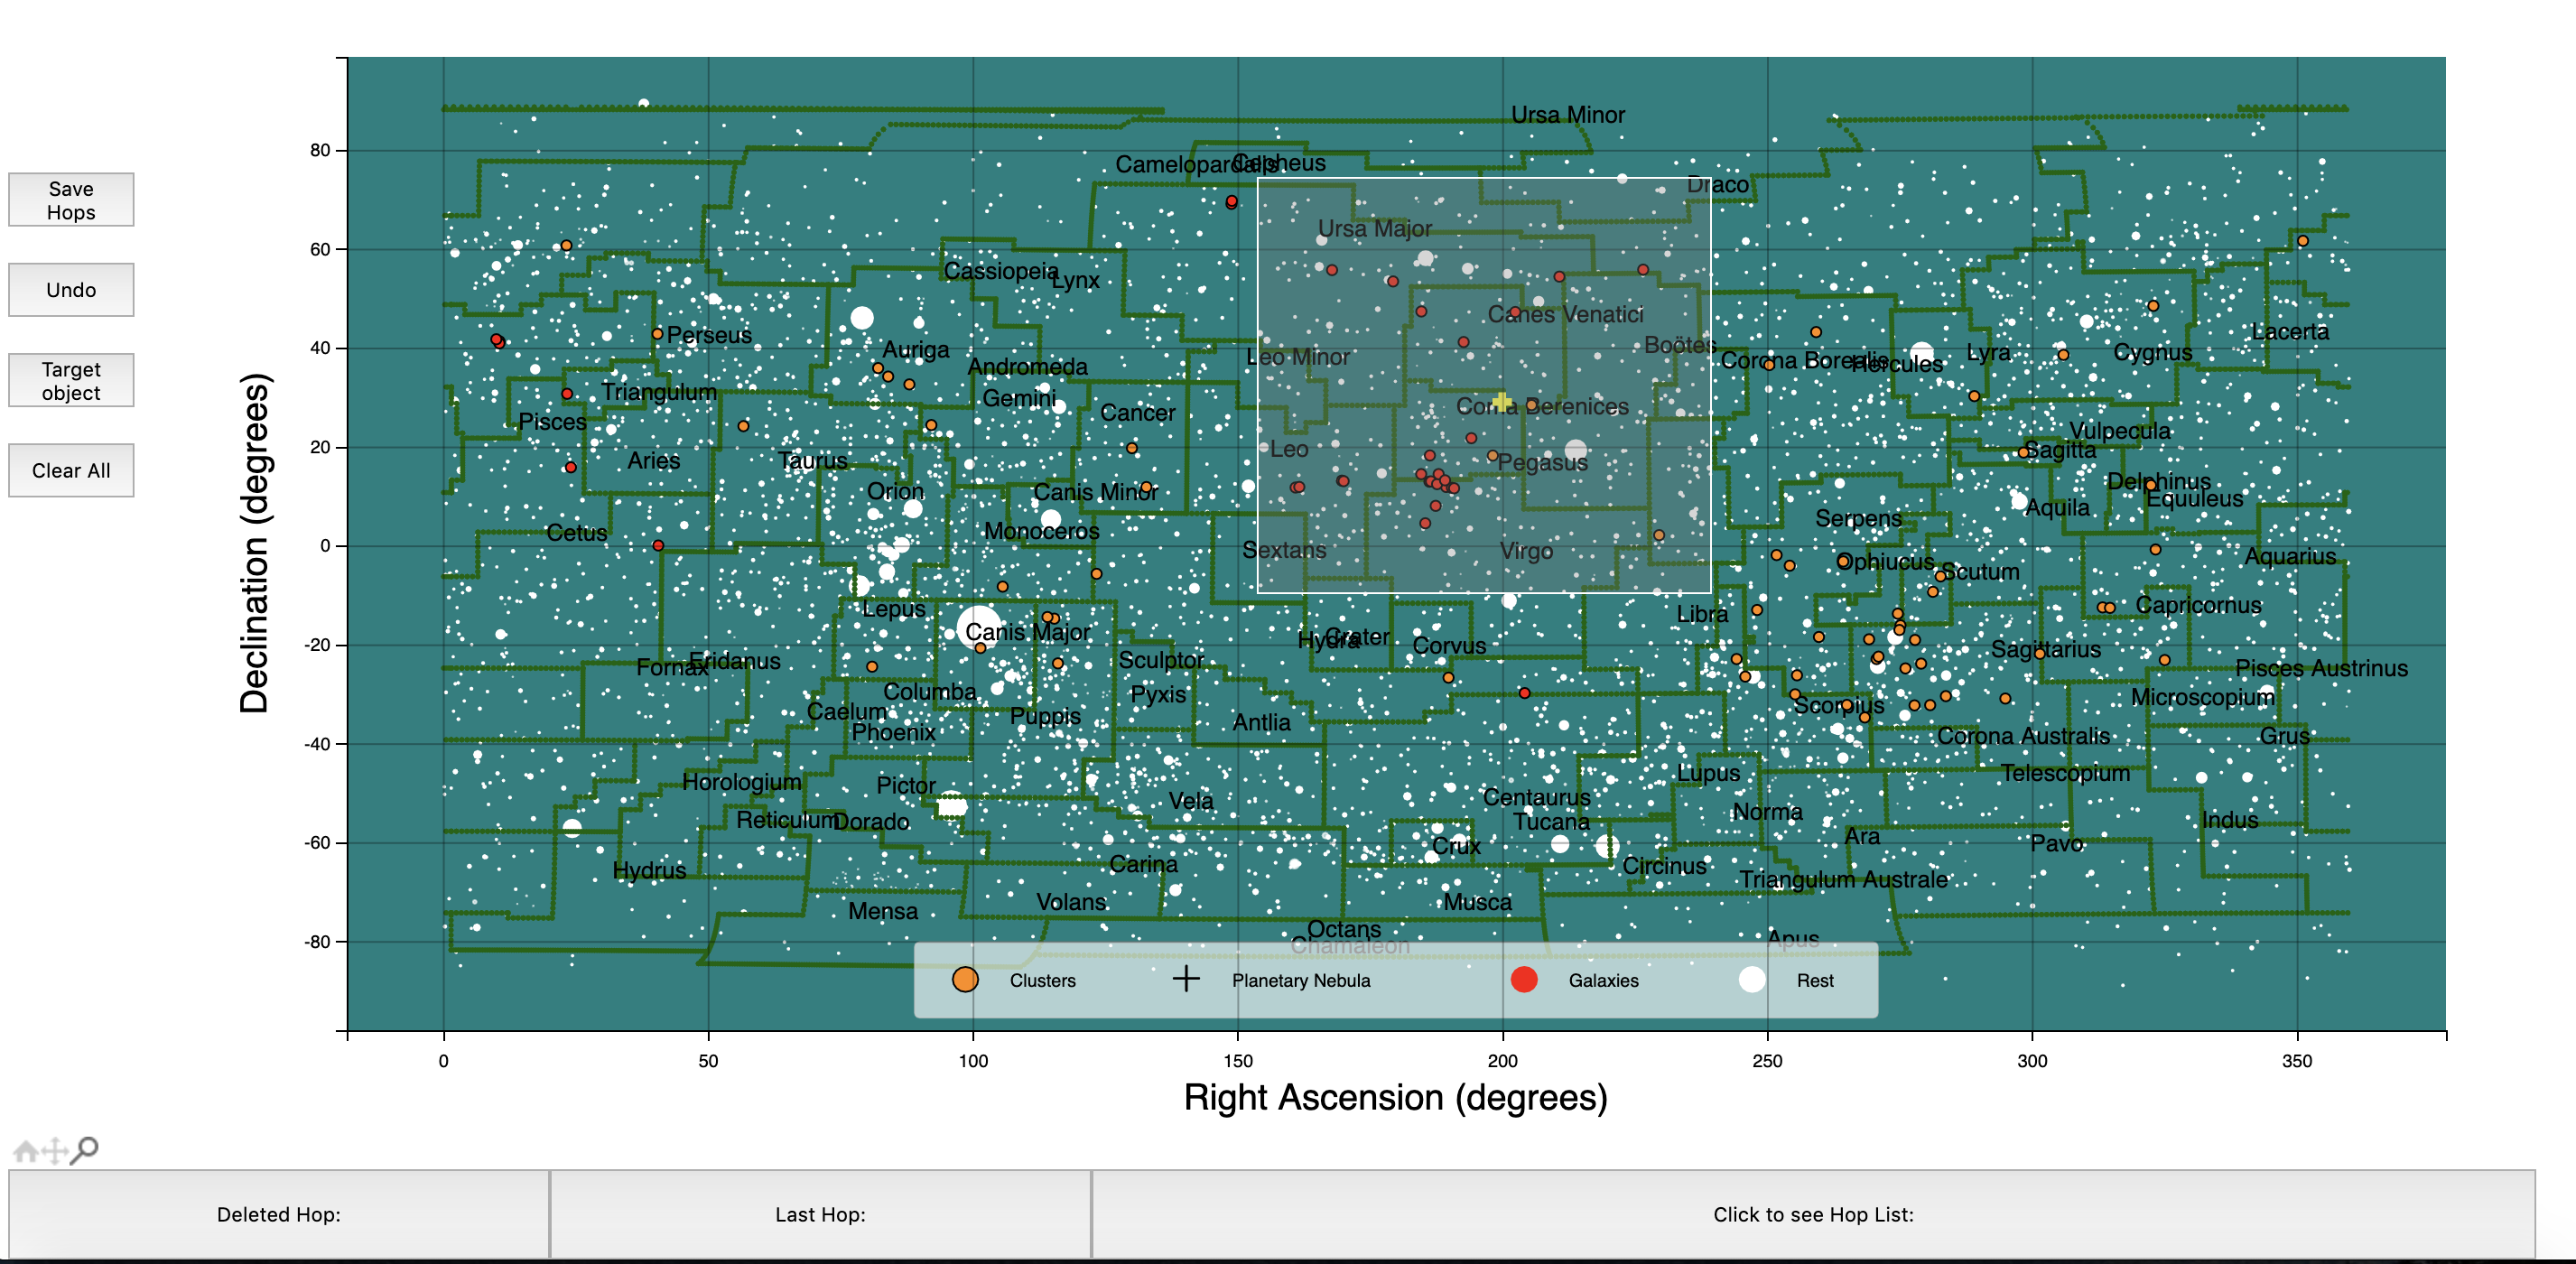 Save
Hops
Undo
Target
object
Clear All
Declination (degrees)
80
60
40
20
0
-20
-40
-60
-80
Ursa Minor
Camelopardalis
Cepheus
Draco
Ursa Major
Cassiopeia
Lynx
Canes Venatici
Perseus
Auriga
Andromeda
Leo Minor
Boötes
Corona Borealis
Hercules
Lyra
Cygnus
Lacerta
Triangulum
Gemini
Cancer
Coma Berenices
Pisces
Vulpecula
Aries
Taurus
Leo
Pegasus
Sagitta
Orion
Canis Minor
Delphinus
Equuleus
Cetus
Monoceros
Sextans
Virgo
Serpens
Aquila
Ophiucus
Scutum
Aquarius
Lepus
Canis Major
Libra
Capricornus
Hydra
Crater
Corvus
Fornax
Eridanus
Sculptor
Sagittarius
Pisces Austrinus
Columba
Pyxis
Microscopium
Caelum
Puppis
Antlia
Scorpius
Phoenix
Corona Australis
Grus
Horologium
Pictor
Lupus
Telescopium
Vela
Centaurus
Norma
Reticulum
Dorado
Tucana
Indus
Crux
Ara
Pavo
Hydrus
Carina
Circinus
Triangulum Australe
Mensa
Volans
Musca
Octans
Chamaleon
Apus
Clusters
Planetary Nebula
Galaxies
Rest
0
50
100
150
200
250
300
350
Right Ascension (degrees)
Deleted Hop:
Last Hop:
Click to see Hop List: